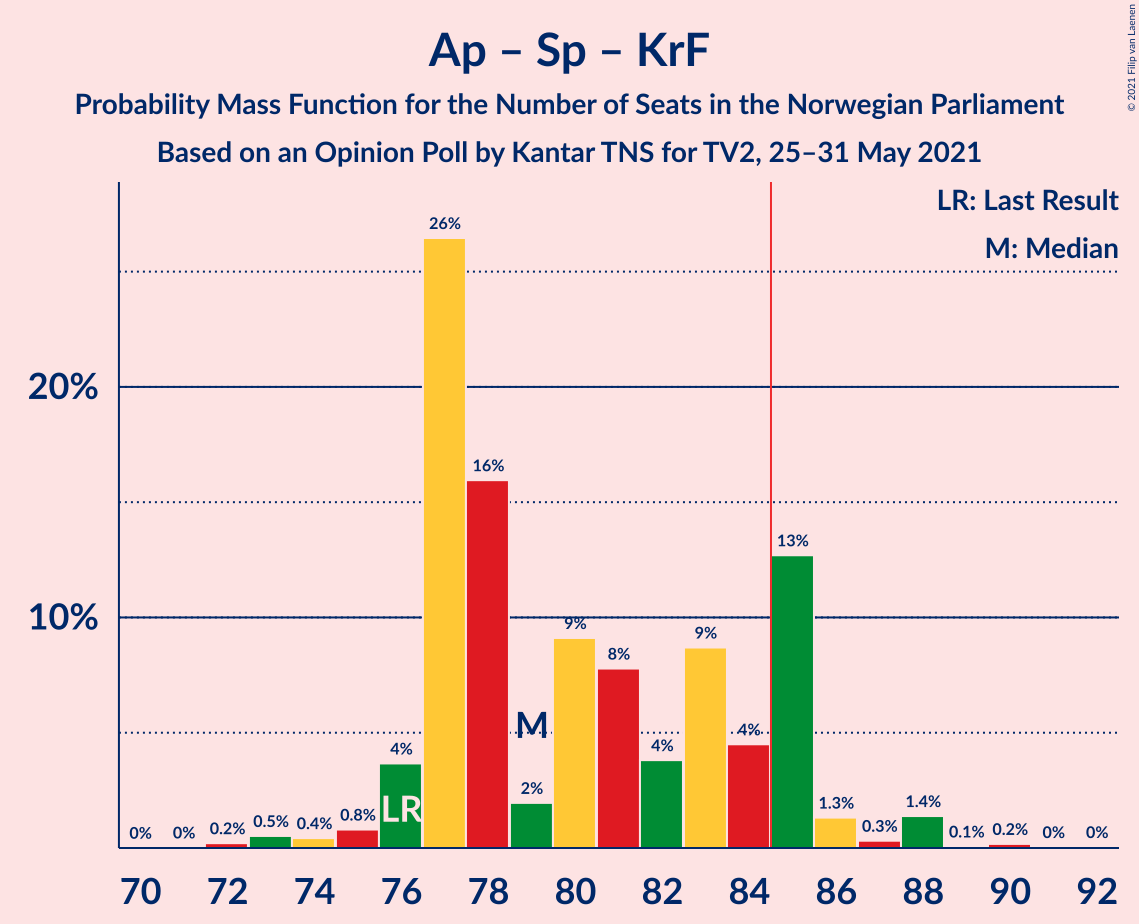 Ap – Sp – KrF
Probability Mass Function for the Number of Seats in the Norwegian Parliament
Based on an Opinion Poll by Kantar TNS for TV2, 25–31 May 2021
© 2021 Filip van Laenen
LR: Last Result
M: Median
26%
20%
16%
13%
10%
9%
9%
8%
M
4%
4%
4%
2%
LR
0%
0%
0.2%
0.5%
0.4%
0.8%
1.3%
0.3%
1.4%
0.1%
0.2%
0%
0%
70 72 74 76 78 80 82 84 86 88 90 92